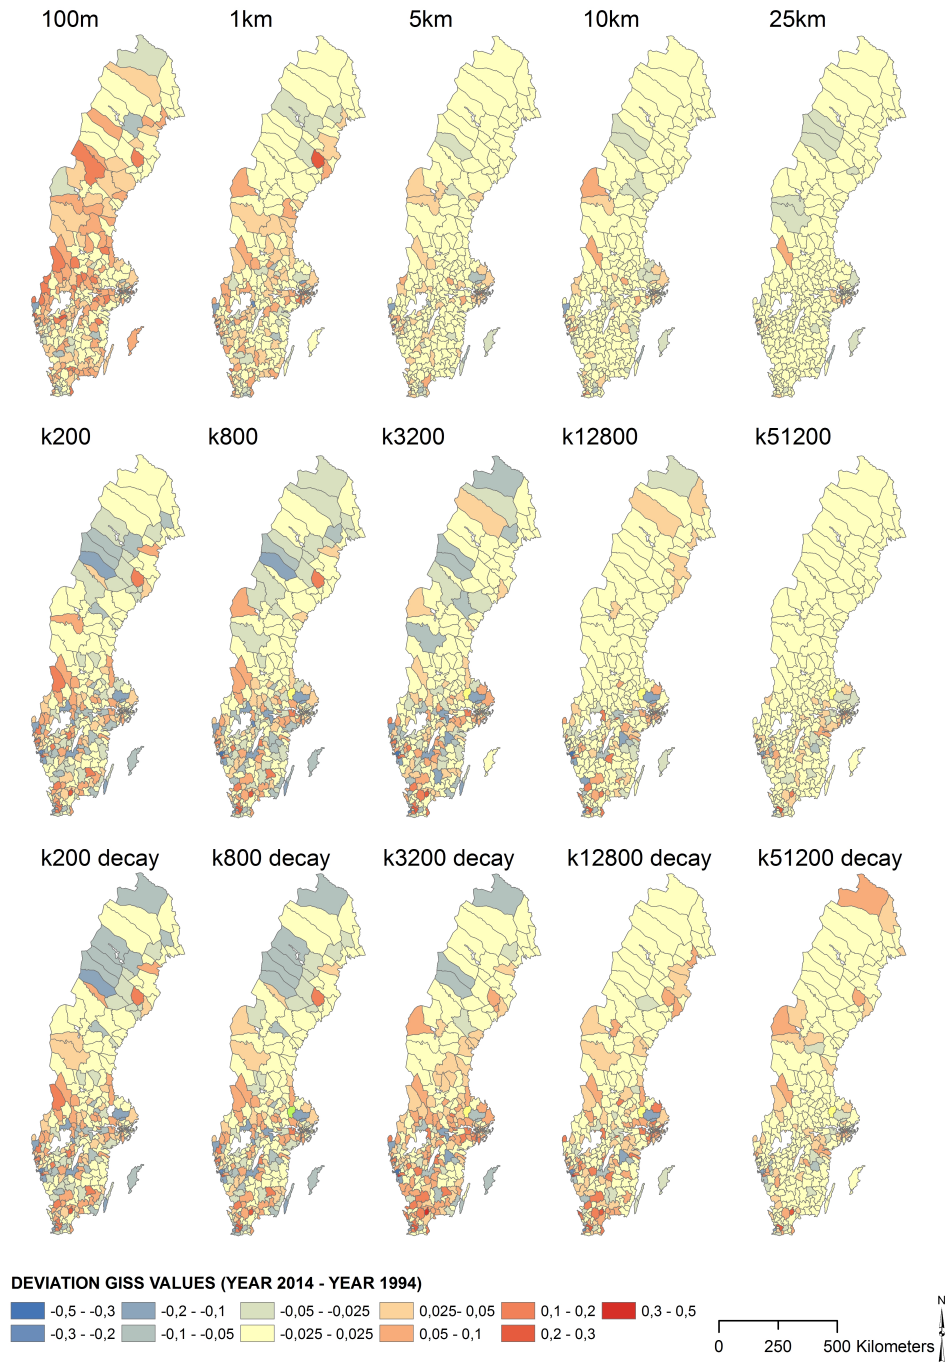 100m 1km 5km 10km 25km
k200 k800 k3200 k12800 k51200
k200 decay k800 decay k3200 decay k12800 decay k51200 decay
DEVIATION GISS VALUES (YEAR 2014 - YEAR 1994)
-0,5 - -0,3 -0,2 - -0,1 -0,05 - -0,025 0,025- 0,05 0,1 - 0,2 0,3 - 0,5
-0,3 - -0,2 -0,1 - -0,05 -0,025 - 0,025 0,05 - 0,1 0,2 - 0,3
N
0 250 500 Kilometers